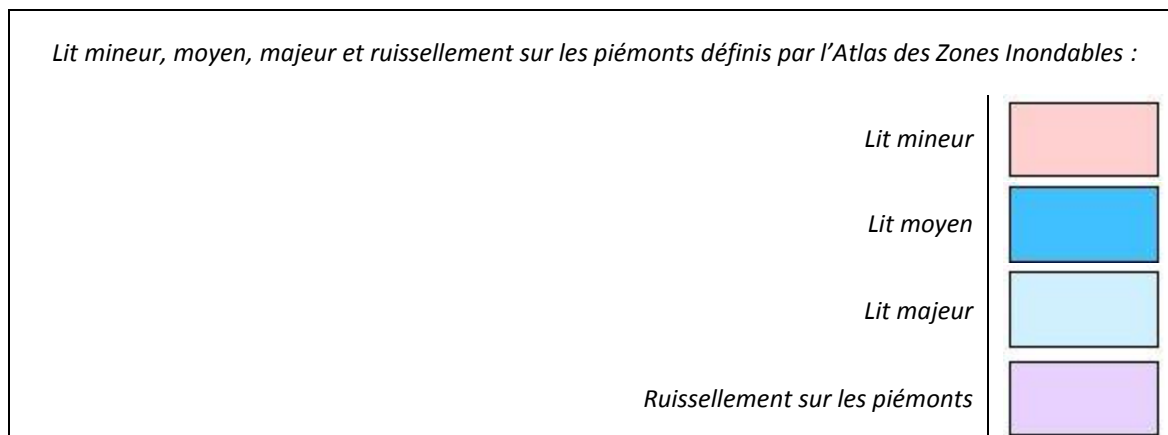 Lit mineur, moyen, majeur et ruissellement sur les piémonts définis par l’Atlas des Zones Inondables :
Lit mineur
Lit moyen
Lit majeur
Ruissellement sur les piémonts